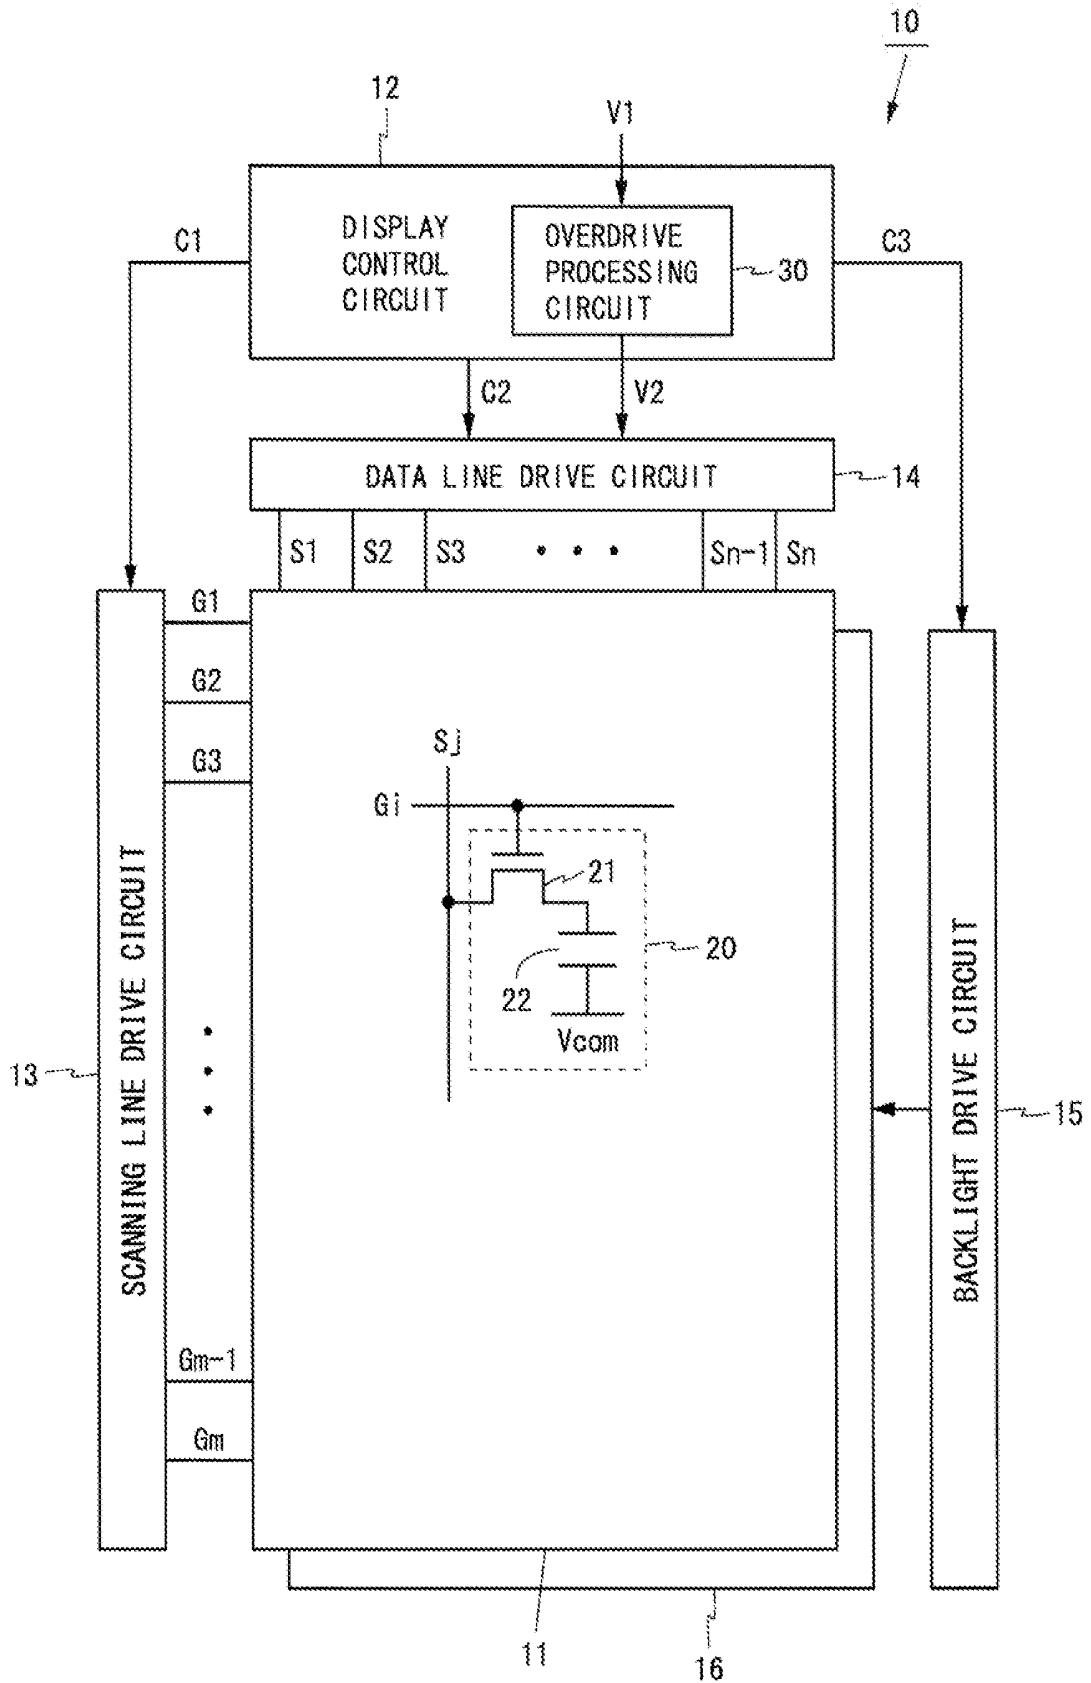 10
12
V1
DISPLAY
CONTROL
CIRCUIT
OVERDRIVE
PROCESSING
CIRCUIT
30
C1
C3
C2
V2
DATA LINE DRIVE CIRCUIT
14
S1
S2
S3
• • •
Sn-1
Sn
G1
G2
G3
Sj
Gi
21
20
22
Vcom
SCANNING LINE DRIVE CIRCUIT
13
BACKLIGHT DRIVE CIRCUIT
15
Gm-1
Gm
11
16